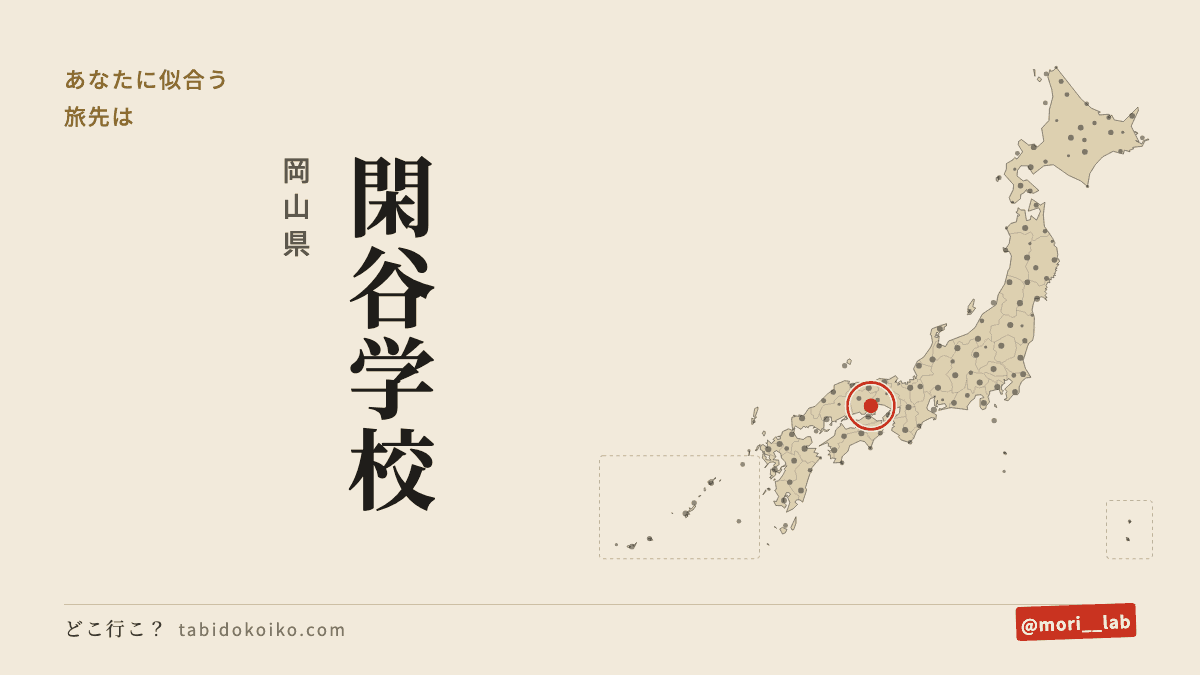 あなたに似合う
旅先は
閑谷学校
岡山県
どこ行こ？ tabidokoiko.com
@mori__lab